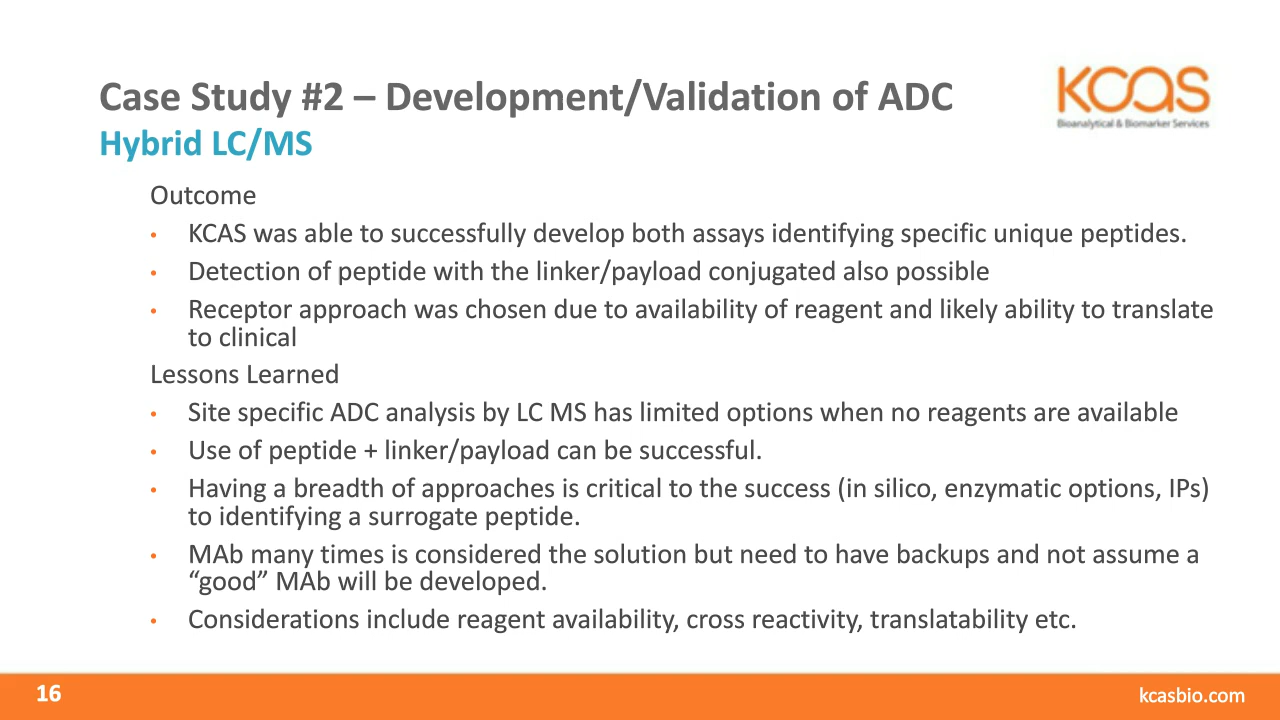 Case Study #2 – Development/Validation of ADC
Hybrid LC/MS
KCAS
Bioanalytical & Biomarker Services
Outcome
• KCAS was able to successfully develop both assays identifying specific unique peptides.
• Detection of peptide with the linker/payload conjugated also possible
• Receptor approach was chosen due to availability of reagent and likely ability to translate
to clinical
Lessons Learned
• Site specific ADC analysis by LC MS has limited options when no reagents are available
• Use of peptide + linker/payload can be successful.
• Having a breadth of approaches is critical to the success (in silico, enzymatic options, IPs)
to identifying a surrogate peptide.
• MAb many times is considered the solution but need to have backups and not assume a
“good” MAb will be developed.
• Considerations include reagent availability, cross reactivity, translatability etc.
16
kcasbio.com